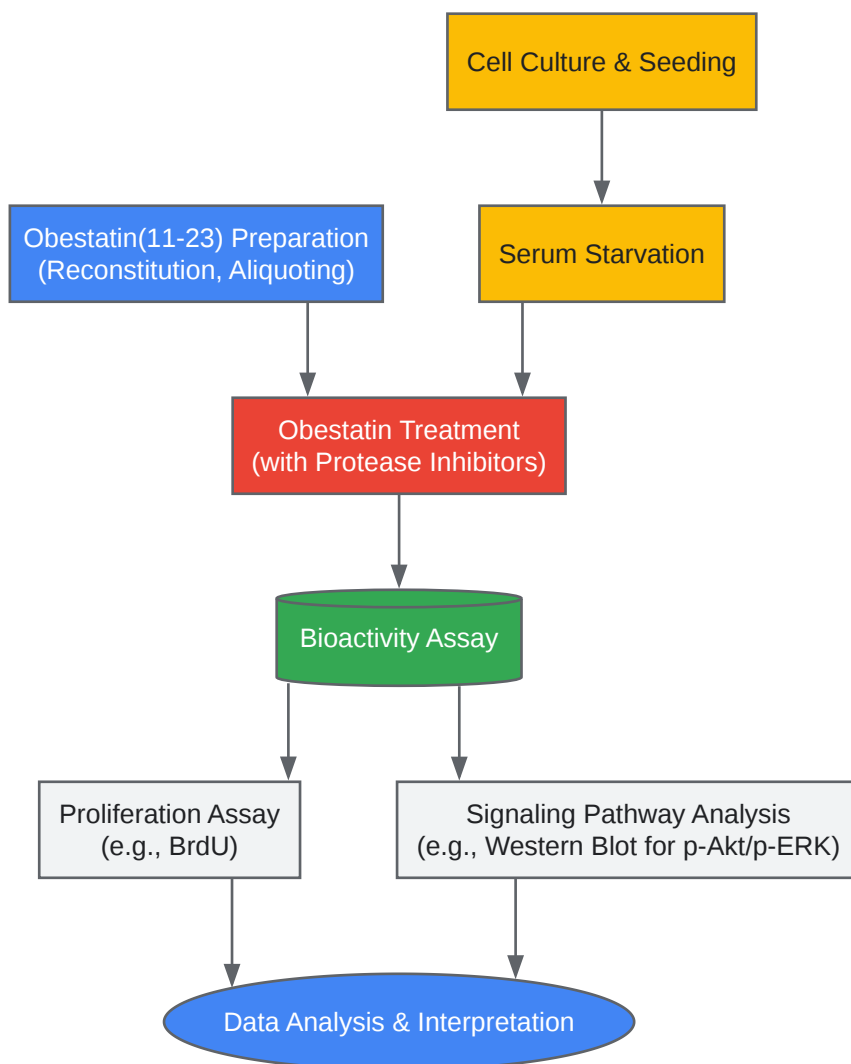 Cell Culture & Seeding
Obestatin(11-23) Preparation
(Reconstitution, Aliquoting)
Serum Starvation
Obestatin Treatment
(with Protease Inhibitors)
Bioactivity Assay
Proliferation Assay
(e.g., BrdU)
Signaling Pathway Analysis
(e.g., Western Blot for p-Akt/p-ERK)
Data Analysis & Interpretation